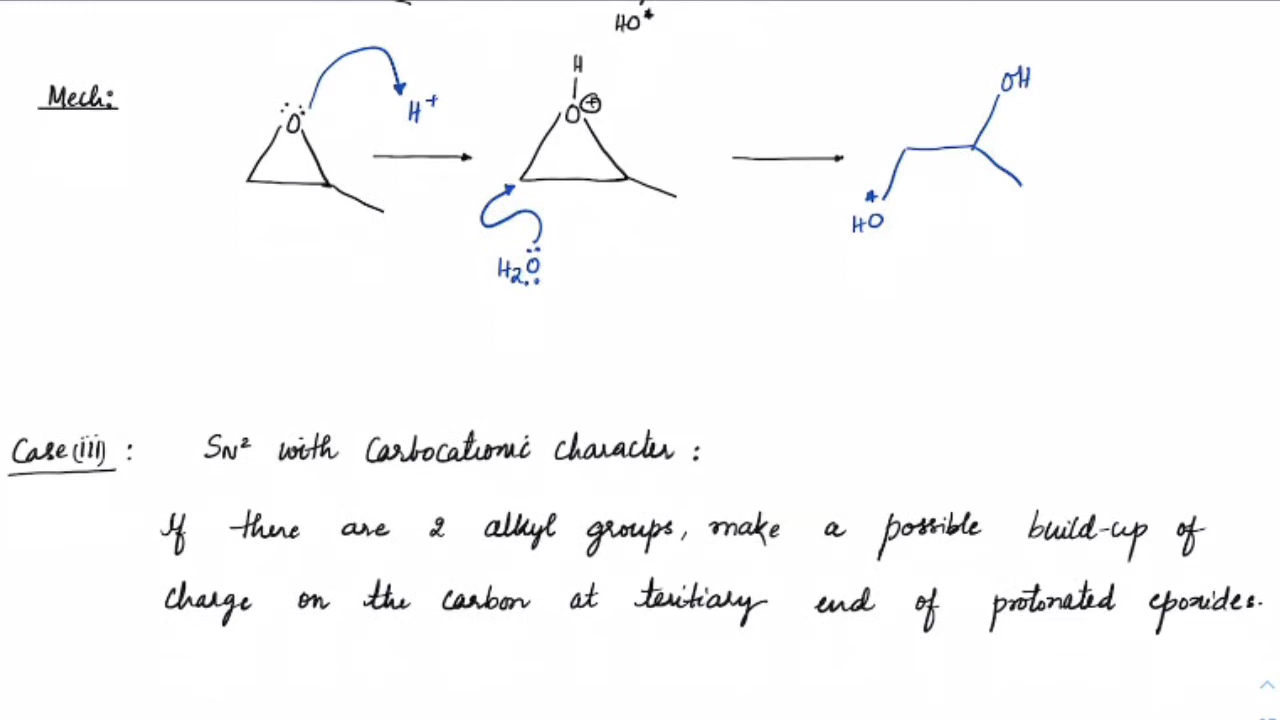 HO*
H
Mech:
OH
H+
O
O⊕
*
HO
H₂O
Case (iii) : SN² with Carbocationic character :
If there are 2 alkyl groups, make a possible build-up of
charge on the carbon at teritiary end of protonated epoxides.